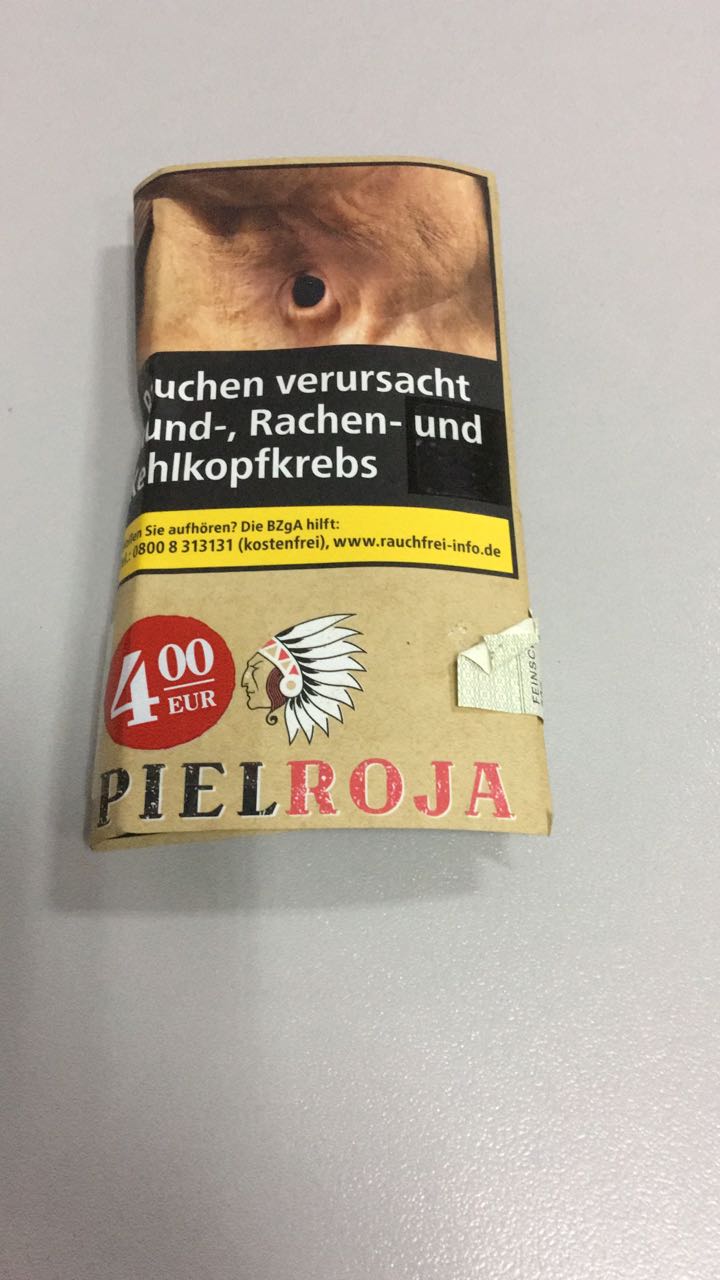 uchen verursacht
und-, Rachen- und
ehlkopfkrebs
Sie aufhören? Die BZgA hilft:
0800 8 313131 (kostenfrei), www.rauchfrei-info.de
4 00
EUR
FEINSC
PIELROJA